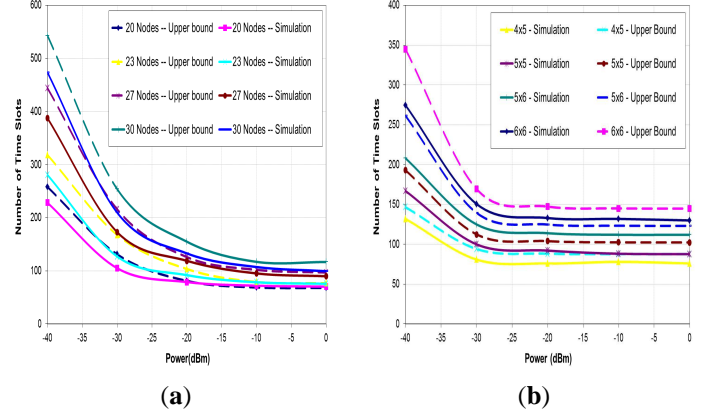 600
500
400
300
200
100
0
Number of Time Slots
20 Nodes -- Upper bound
20 Nodes -- Simulation
23 Nodes -- Upper bound
23 Nodes -- Simulation
27 Nodes -- Upper bound
27 Nodes -- Simulation
30 Nodes -- Upper bound
30 Nodes -- Simulation
-40 -35 -30 -25 -20 -15 -10 -5 0
Power(dBm)
(a)
400
350
300
250
200
150
100
50
0
Number of Time Slots
4x5 - Simulation
4x5 - Upper Bound
5x5 - Simulation
5x5 - Upper Bound
5x6 - Simulation
5x6 - Upper Bound
6x6 - Simulation
6x6 - Upper Bound
-40 -35 -30 -25 -20 -15 -10 -5 0
Power (dBm)
(b)